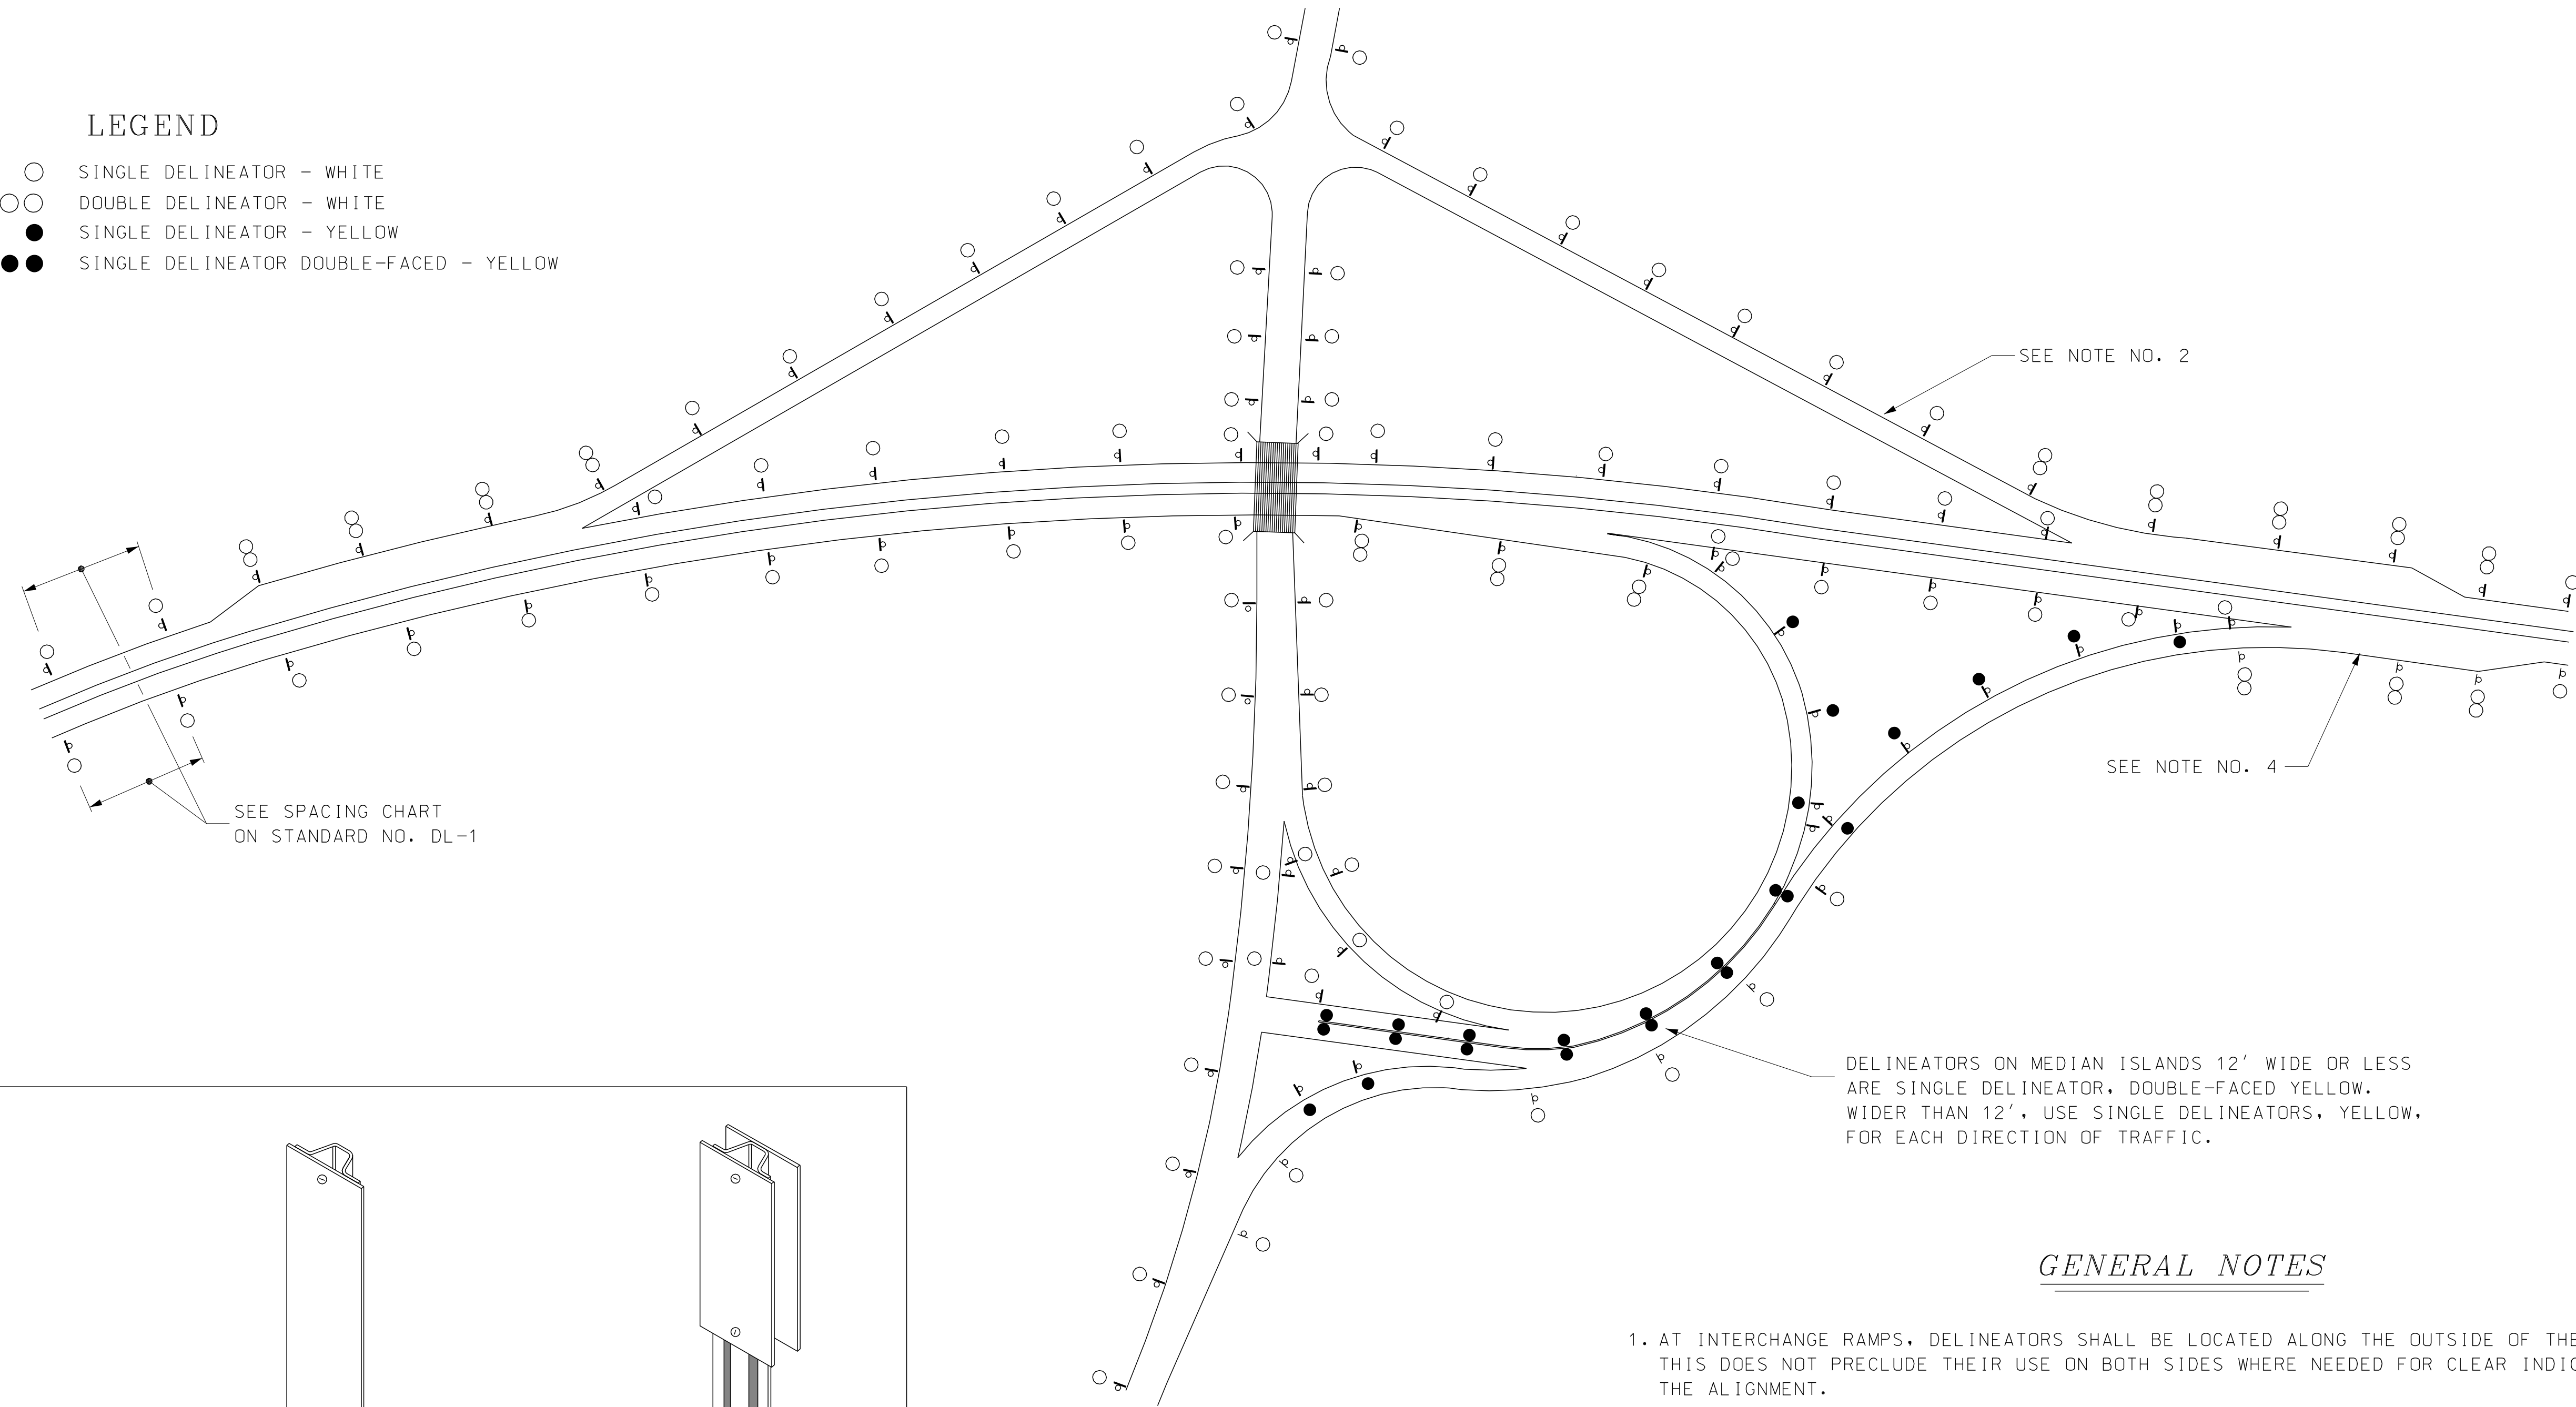 LEGEND
SINGLE DELINEATOR - WHITE
DOUBLE DELINEATOR - WHITE
SINGLE DELINEATOR - YELLOW
SINGLE DELINEATOR DOUBLE-FACED - YELLOW
SEE NOTE NO. 2
SEE NOTE NO. 4
SEE SPACING CHART
ON STANDARD NO. DL-1
DELINEATORS ON MEDIAN ISLANDS 12' WIDE OR LESS
ARE SINGLE DELINEATOR, DOUBLE-FACED YELLOW.
WIDER THAN 12', USE SINGLE DELINEATORS, YELLOW,
FOR EACH DIRECTION OF TRAFFIC.
GENERAL NOTES
1. AT INTERCHANGE RAMPS, DELINEATORS SHALL BE LOCATED ALONG THE OUTSIDE OF THE
THIS DOES NOT PRECLUDE THEIR USE ON BOTH SIDES WHERE NEEDED FOR CLEAR INDIC
THE ALIGNMENT.